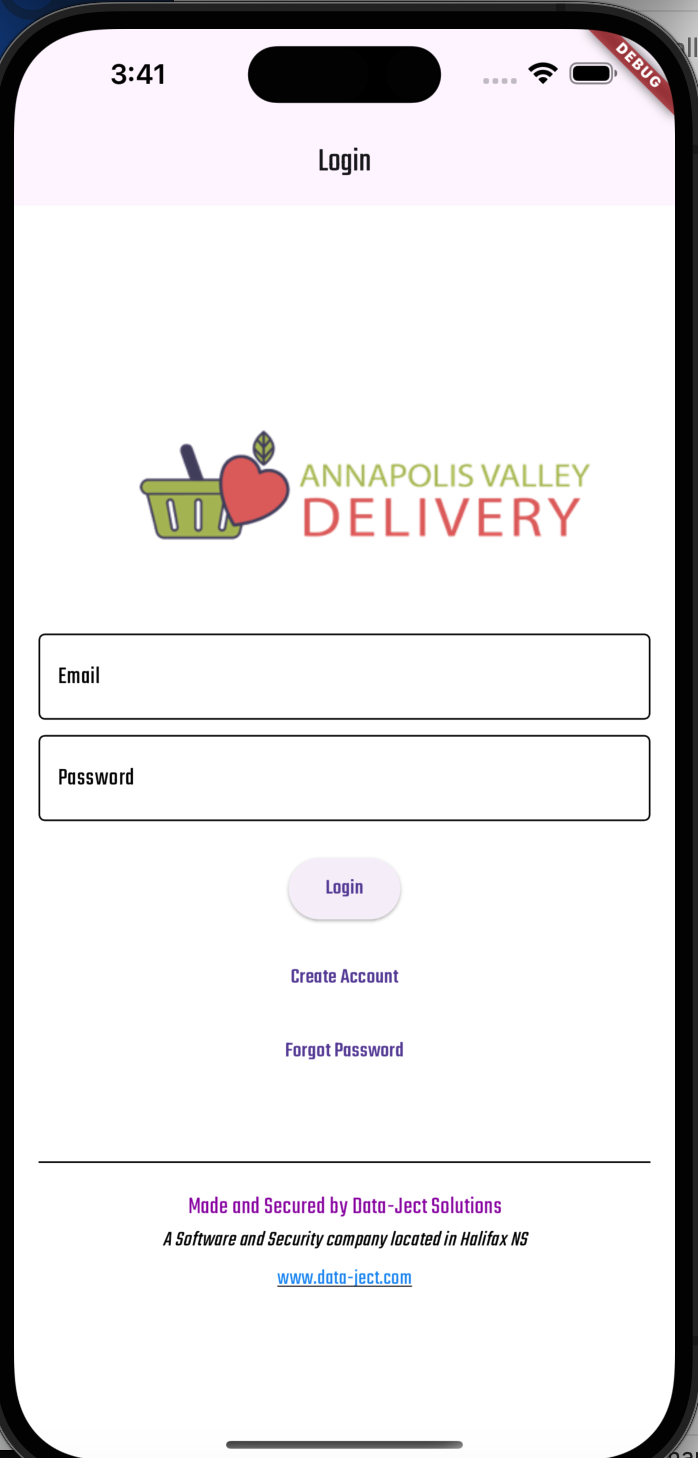 3:41
DEBUG
Login
ANNAPOLIS VALLEY
DELIVERY
Email
Password
Login
Create Account
Forgot Password
Made and Secured by Data-Ject Solutions
A Software and Security company located in Halifax NS
www.data-ject.com